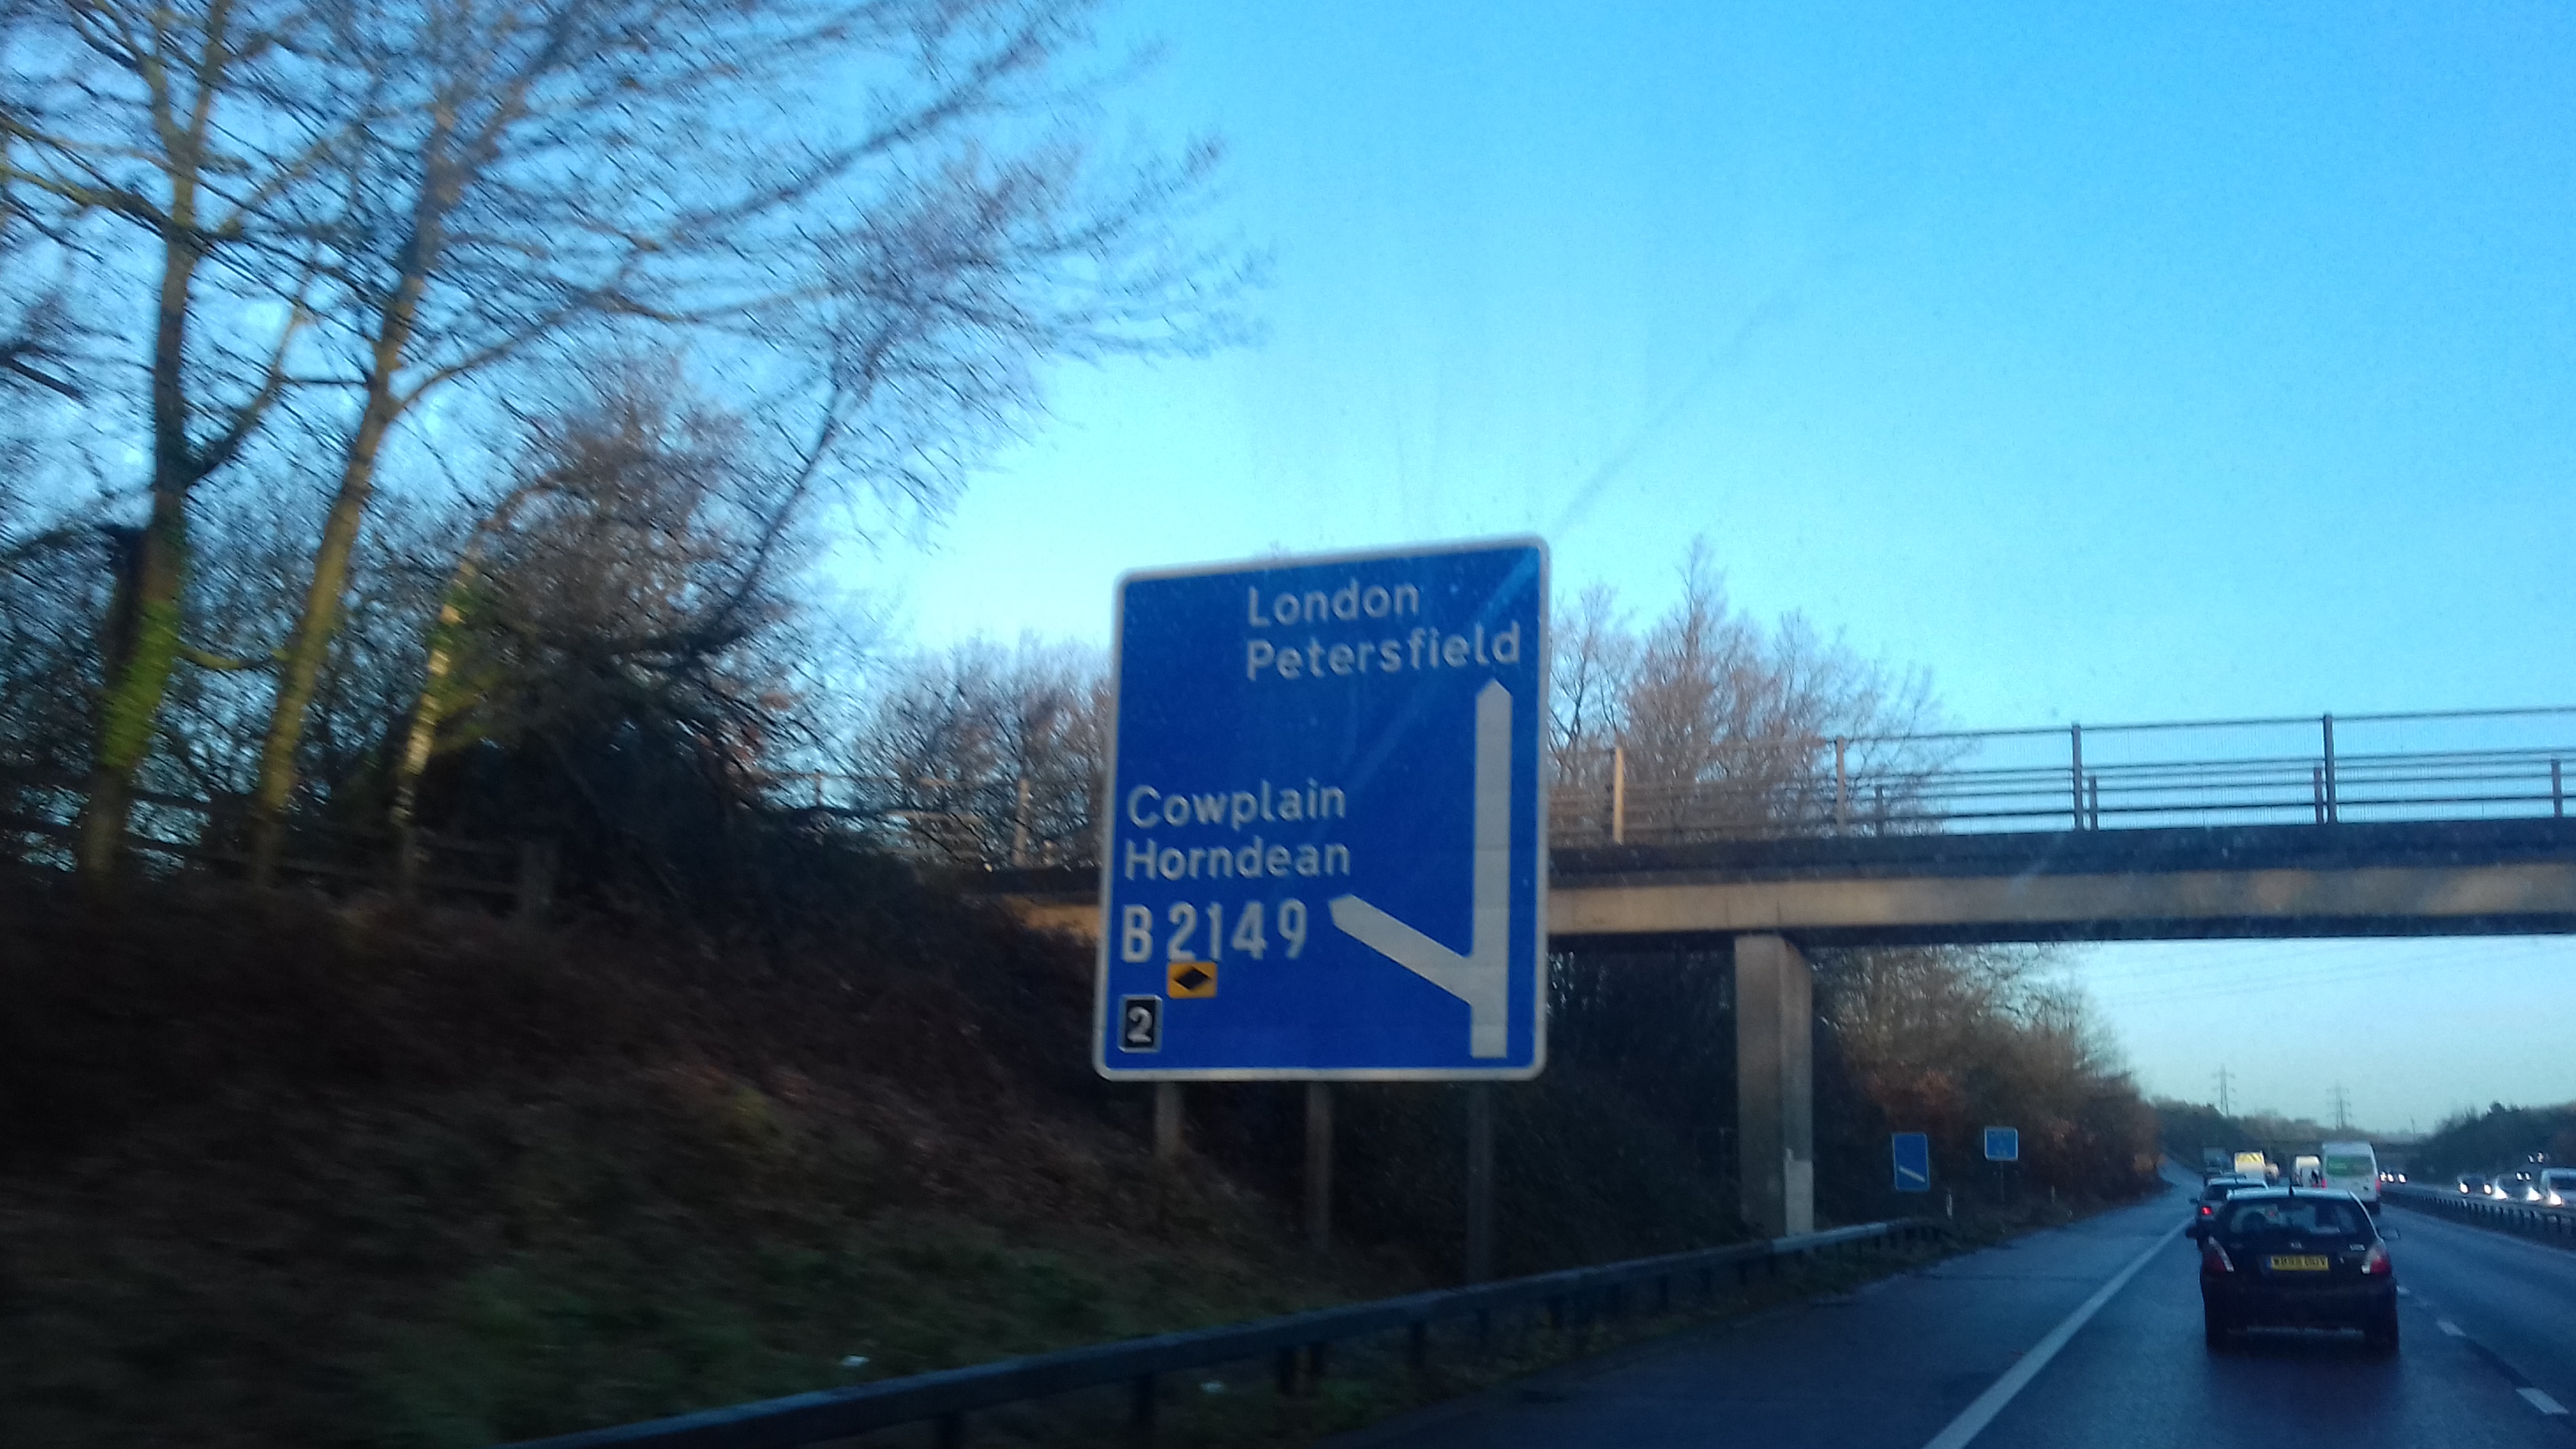 London
Petersfield
Cowplain
Horndean
B 2149
2